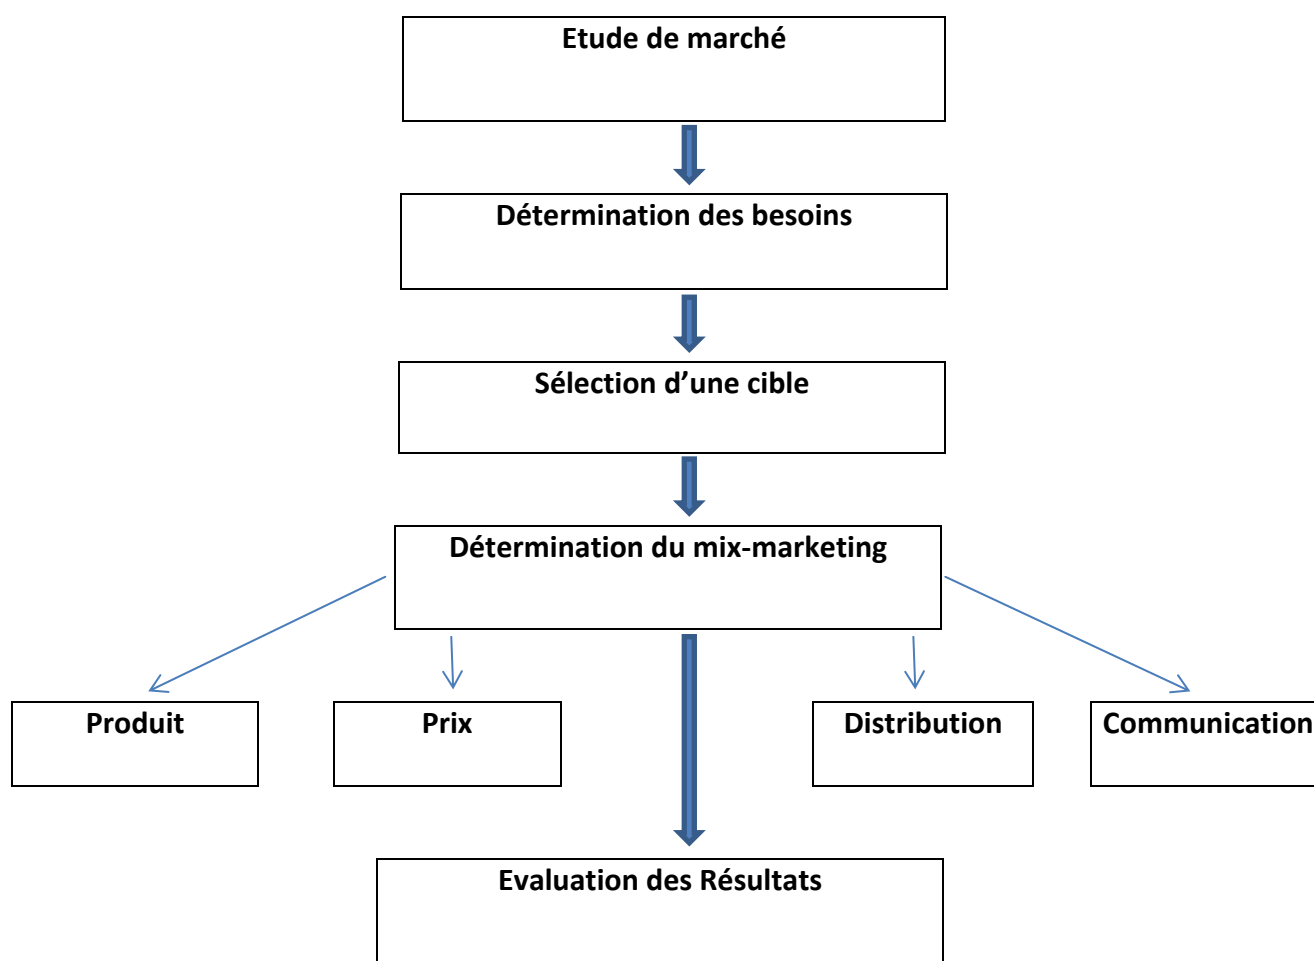 Etude de marché
Détermination des besoins
Sélection d’une cible
Détermination du mix-marketing
Produit
Prix
Distribution
Communication
Evaluation des Résultats